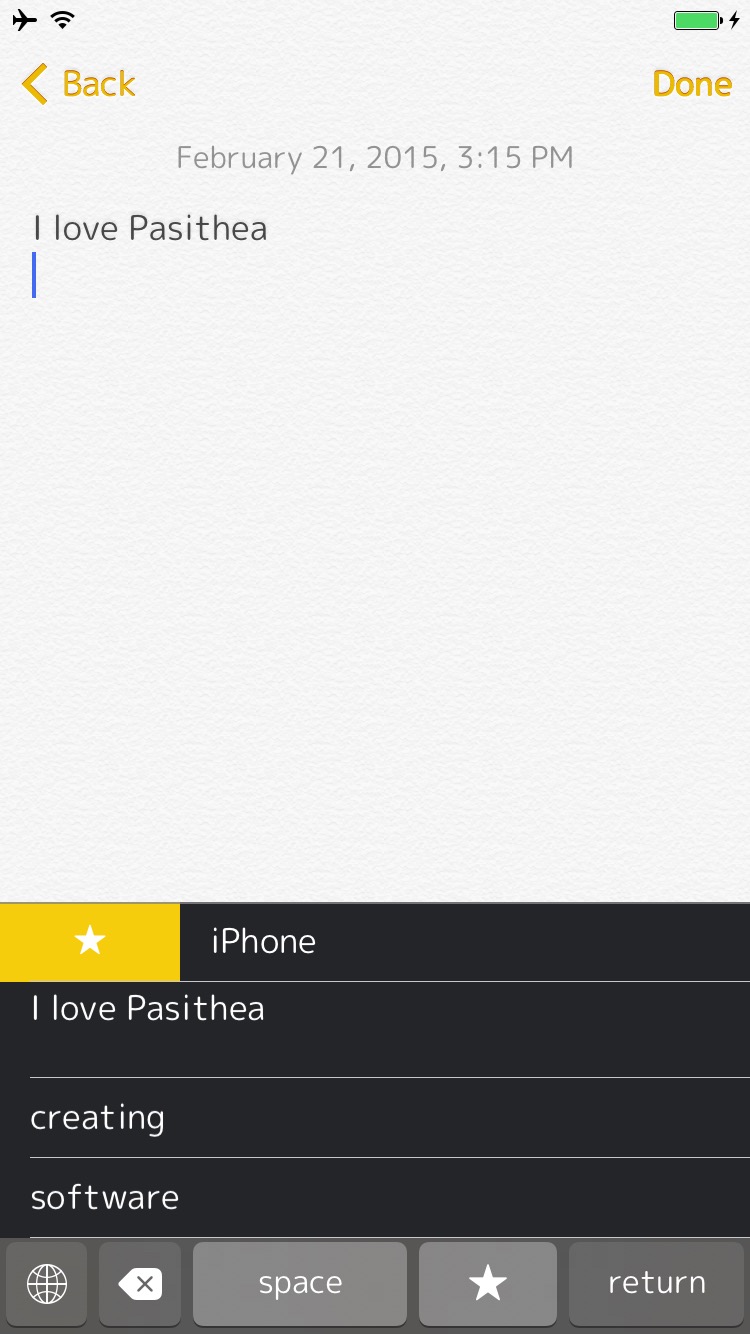 Back
Done
February 21, 2015, 3:15 PM
I love Pasithea
iPhone
I love Pasithea
creating
software
space
return